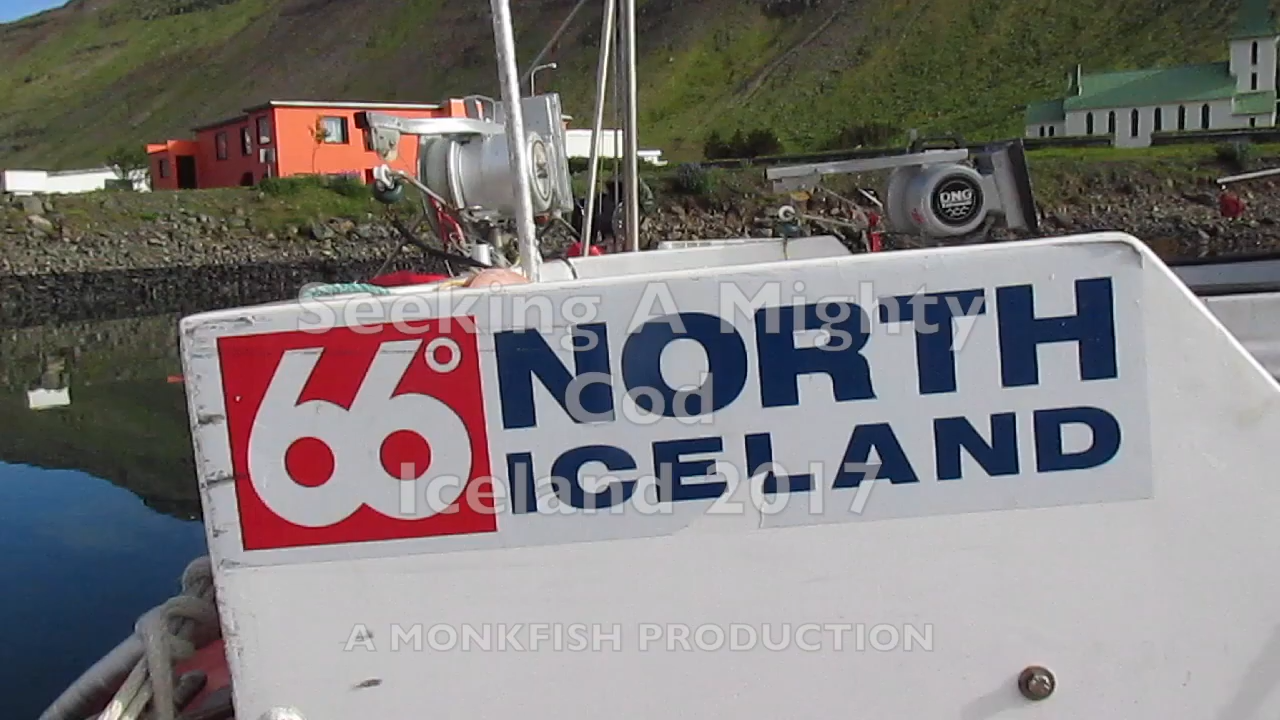 DNG
Seeking A Mighty
Cod
Iceland 2017
66°
NORTH
ICELAND
A MONKFISH PRODUCTION